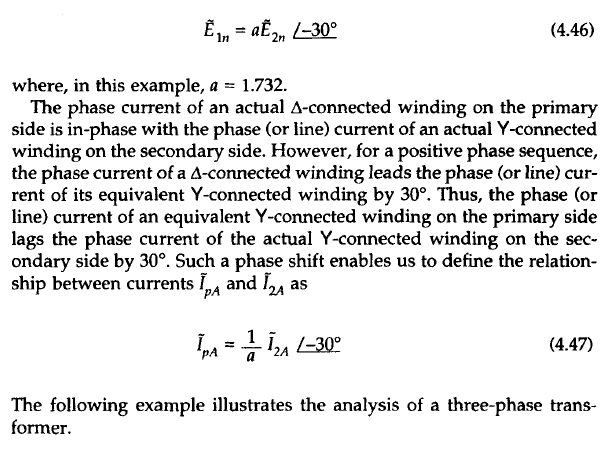 Ẽ1n = aẼ2n /–30° (4.46)
where, in this example, a = 1.732.
The phase current of an actual Δ-connected winding on the primary
side is in-phase with the phase (or line) current of an actual Y-connected
winding on the secondary side. However, for a positive phase sequence,
the phase current of a Δ-connected winding leads the phase (or line) cur-
rent of its equivalent Y-connected winding by 30°. Thus, the phase (or
line) current of an equivalent Y-connected winding on the primary side
lags the phase current of the actual Y-connected winding on the sec-
ondary side by 30°. Such a phase shift enables us to define the relation-
ship between currents ĨpA and Ĩ2A as
ĨpA = 1/a Ĩ2A /–30° (4.47)
The following example illustrates the analysis of a three-phase trans-
former.